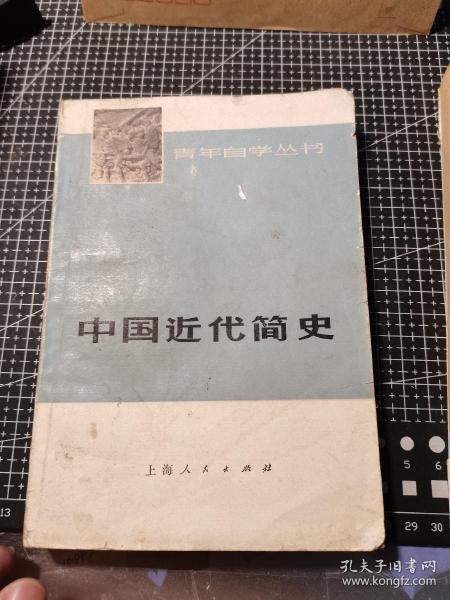 青年自学丛书
中国近代简史
上海人民出版社
13
5 6
29 30
孔夫子旧书网
www.kongfz.com